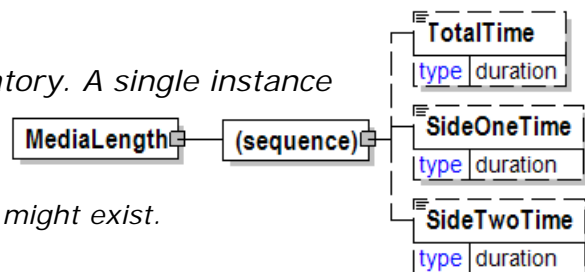 TotalTime
type duration
ntory. A single instance
MediaLength
(sequence)
SideOneTime
type duration
might exist.
SideTwoTime
type duration